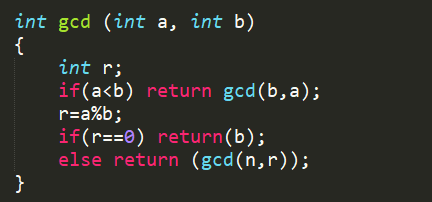 int gcd (int a, int b)
{
    int r;
    if(a<b) return gcd(b,a);
    r=a%b;
    if(r==0) return(b);
    else return (gcd(n,r));
}